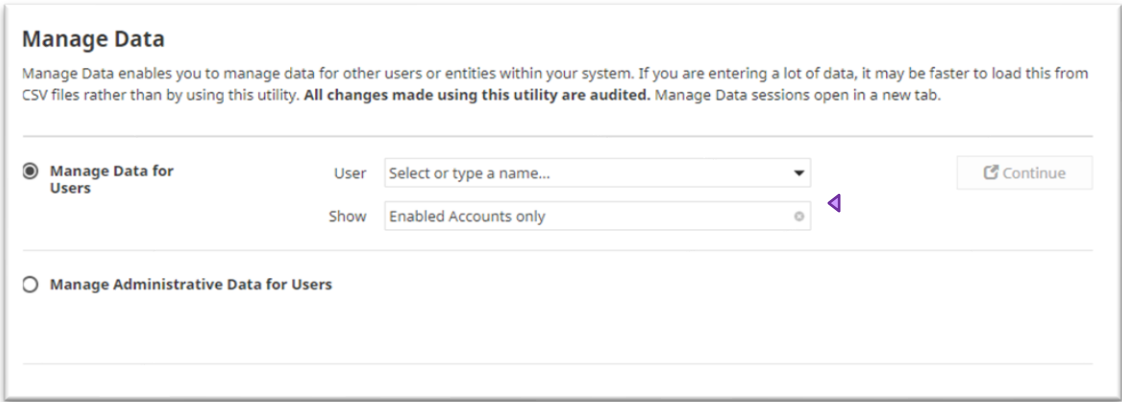 Manage Data
Manage Data enables you to manage data for other users or entities within your system. If you are entering a lot of data, it may be faster to load this from
CSV files rather than by using this utility. All changes made using this utility are audited. Manage Data sessions open in a new tab.
Manage Data for
Users
User
Select or type a name...
Continue
Show
Enabled Accounts only
Manage Administrative Data for Users